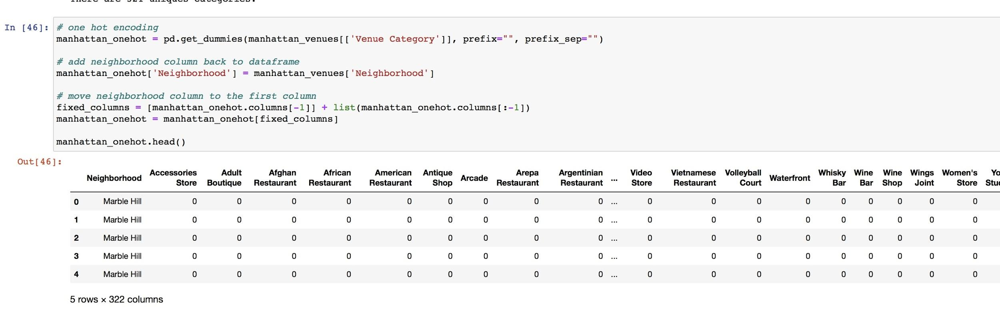 There are 321 uniques categories.
In [46]:
# one hot encoding
manhattan_onehot = pd.get_dummies(manhattan_venues[['Venue Category']], prefix="", prefix_sep="")
# add neighborhood column back to dataframe
manhattan_onehot['Neighborhood'] = manhattan_venues['Neighborhood']
# move neighborhood column to the first column
fixed_columns = [manhattan_onehot.columns[-1]] + list(manhattan_onehot.columns[:-1])
manhattan_onehot = manhattan_onehot[fixed_columns]
manhattan_onehot.head()
Out[46]:
Neighborhood Accessories Store Adult Boutique Afghan Restaurant African Restaurant American Restaurant Antique Shop Arcade Arepa Restaurant Argentinian Restaurant ... Video Store Vietnamese Restaurant Volleyball Court Waterfront Whisky Bar Wine Bar Wine Shop Wings Joint Women's Store
0 Marble Hill 0 0 0 0 0 0 0 0 0 ... 0 0 0 0 0 0 0 0 0
1 Marble Hill 0 0 0 0 0 0 0 0 0 ... 0 0 0 0 0 0 0 0 0
2 Marble Hill 0 0 0 0 0 0 0 0 0 ... 0 0 0 0 0 0 0 0 0
3 Marble Hill 0 0 0 0 0 0 0 0 0 ... 0 0 0 0 0 0 0 0 0
4 Marble Hill 0 0 0 0 0 0 0 0 0 ... 0 0 0 0 0 0 0 0 0
5 rows × 322 columns